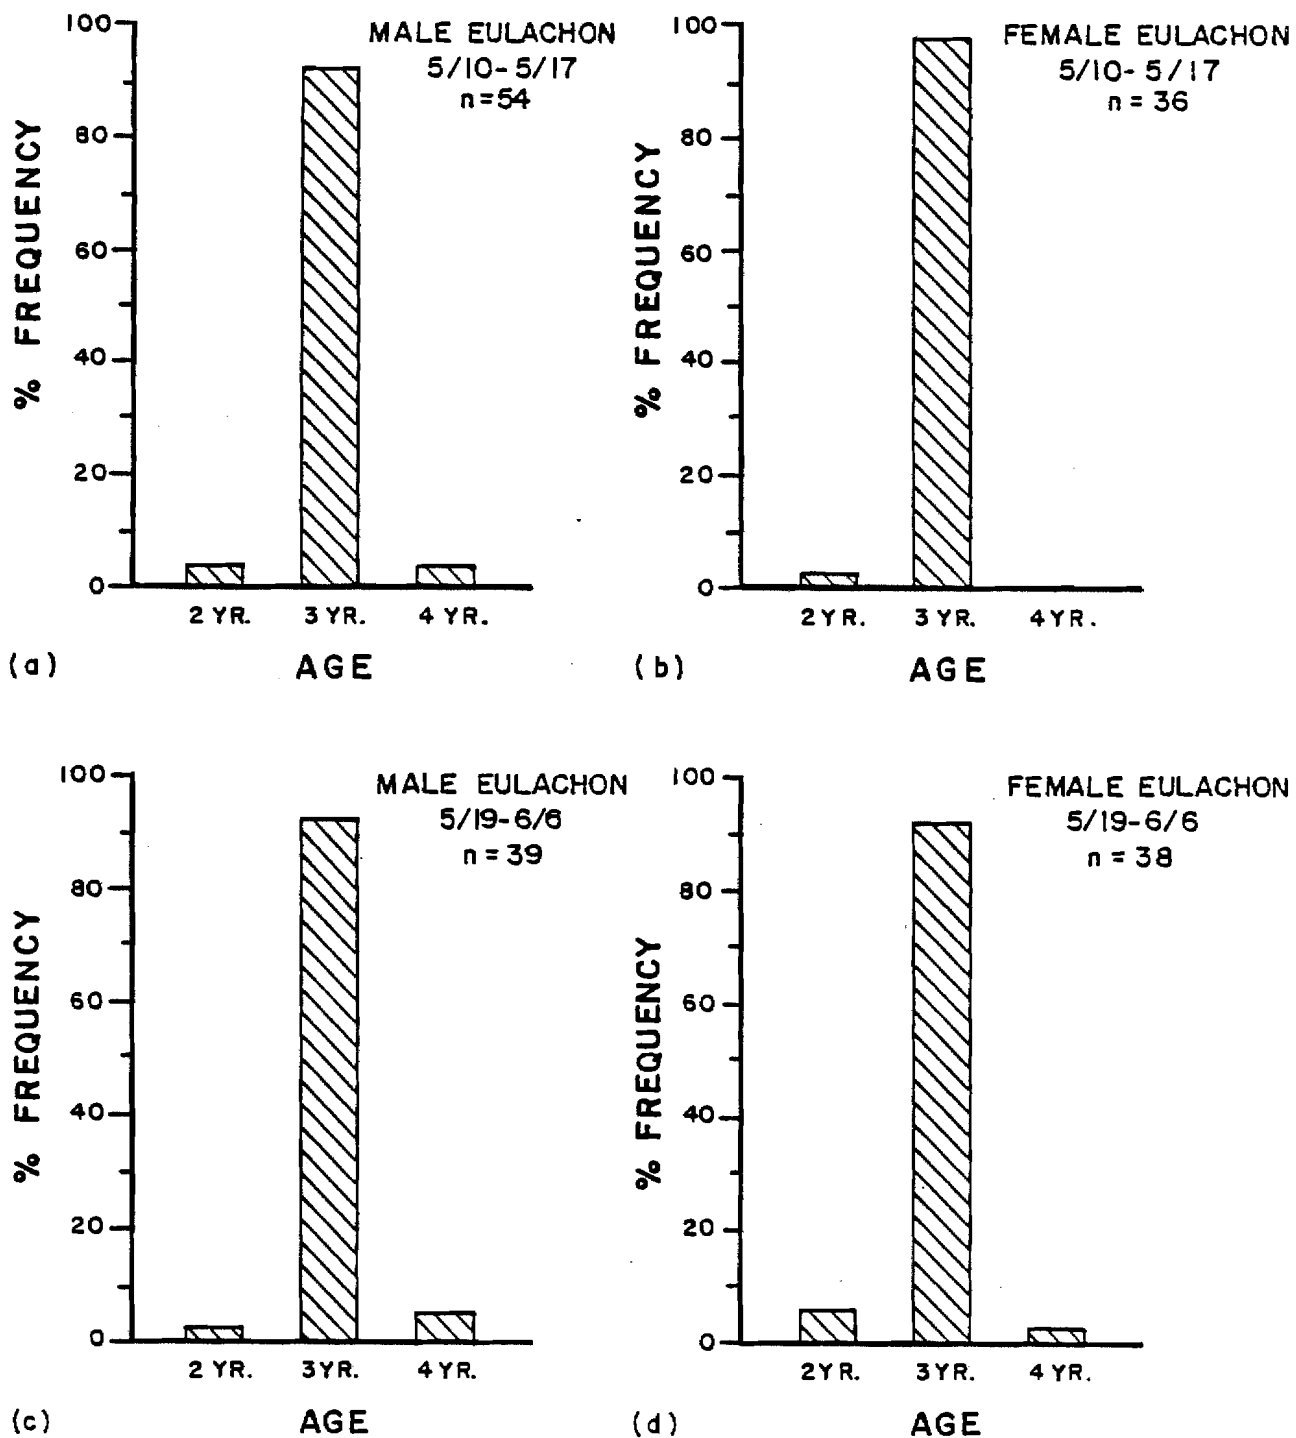 MALE EULACHON
5/10-5/17
n=54
% FREQUENCY
100
80
60
40
20
0
2 YR. 3 YR. 4 YR.
(a) AGE
FEMALE EULACHON
5/10-5/17
n = 36
% FREQUENCY
100
80
60
40
20
0
2 YR. 3 YR. 4 YR.
(b) AGE
MALE EULACHON
5/19-6/6
n = 39
% FREQUENCY
100
80
60
40
20
0
2 YR. 3 YR. 4 YR.
(c) AGE
FEMALE EULACHON
5/19-6/6
n = 38
% FREQUENCY
100
80
60
40
20
0
2 YR. 3 YR. 4 YR.
(d) AGE